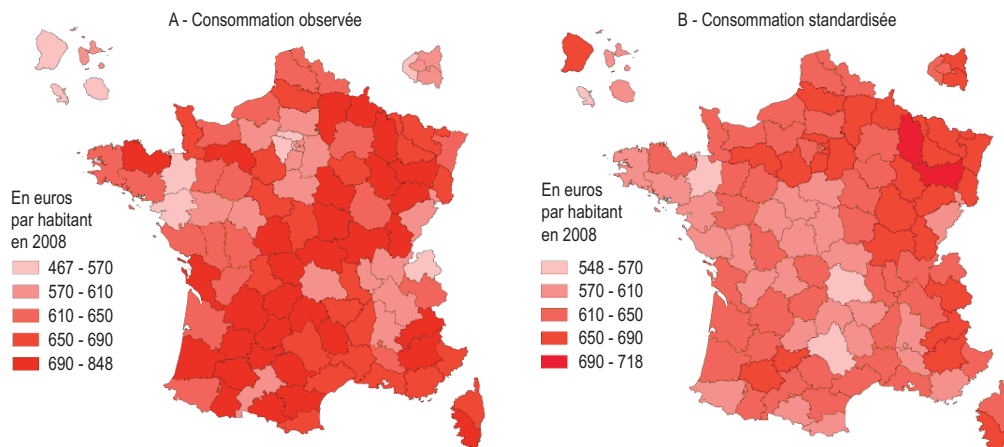 A - Consommation observée
En euros
par habitant
en 2008
467 - 570
570 - 610
610 - 650
650 - 690
690 - 848
B - Consommation standardisée
En euros
par habitant
en 2008
548 - 570
570 - 610
610 - 650
650 - 690
690 - 718